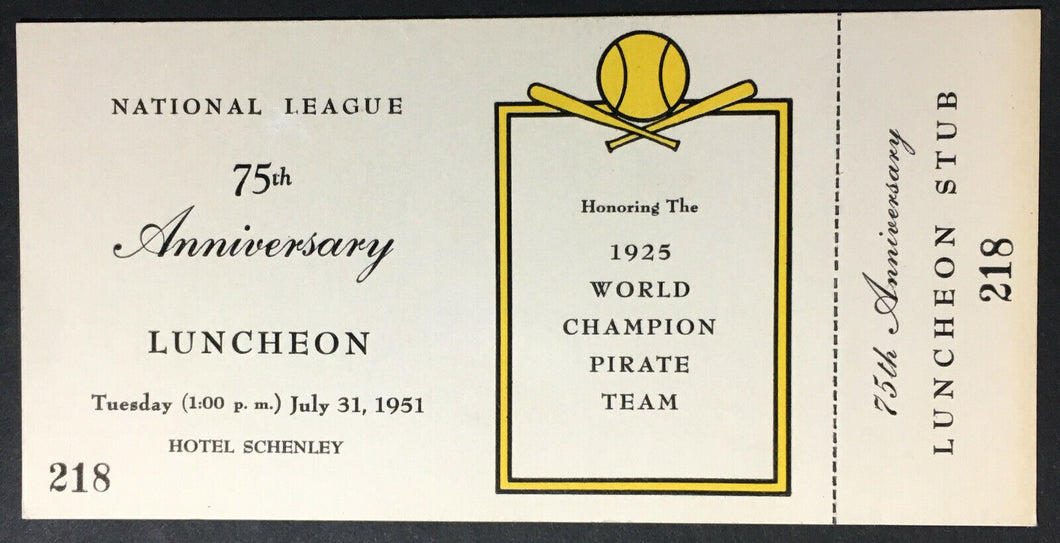 NATIONAL LEAGUE
75th
Anniversary
LUNCHEON
Tuesday (1:00 p. m.) July 31, 1951
HOTEL SCHENLEY
218
Honoring The
1925
WORLD
CHAMPION
PIRATE
TEAM
75th Anniversary
LUNCHEON STUB
218